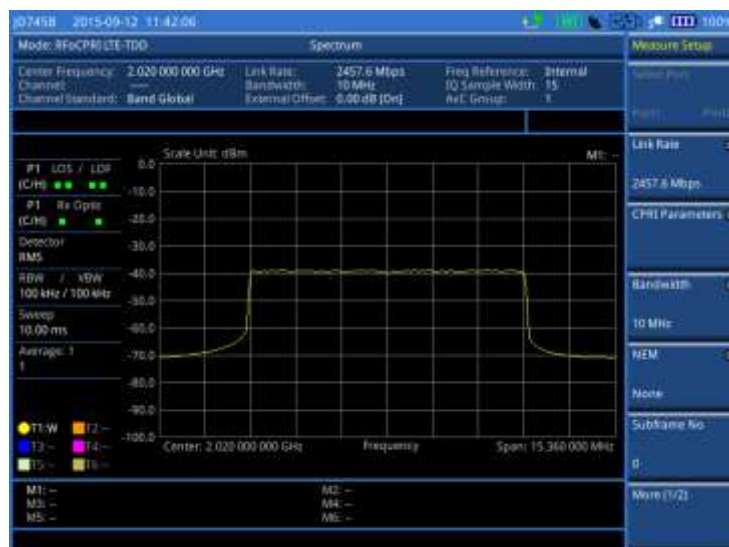 JD745B 2015-09-12 11:42:06
100%
Mode: RFoCPRI LTE-TDD Spectrum
Measure Setup
Center Frequency: 2.020 000 000 GHz Link Rate: 2457.6 Mbps Freq Reference: Internal
Channel: --- Bandwidth: 10 MHz IQ Sample Width: 15
Channel Standard: Band Global External Offset: 0.00 dB [On] AxC Group: 1
Select Port
Link Rate
2457.6 Mbps
CPRI Parameters
Bandwidth
10 MHz
NEM
None
Subframe No
0
More (1/2)
Scale Unit: dBm M1: --
P1 LOS / LOF
(C/H)
P1 Rx Optic
(C/H)
Detector
RMS
RBW / VBW
100 kHz / 100 kHz
Sweep
10.00 ms
Average: 1
1
T1:W T2:--
T3:-- T4:--
T5:-- T6:--
0.0
-10.0
-20.0
-30.0
-40.0
-50.0
-60.0
-70.0
-80.0
-90.0
-100.0
Center: 2.020 000 000 GHz Frequency Span: 15.360 000 MHz
M1: -- M2: --
M3: -- M4: --
M5: -- M6: --